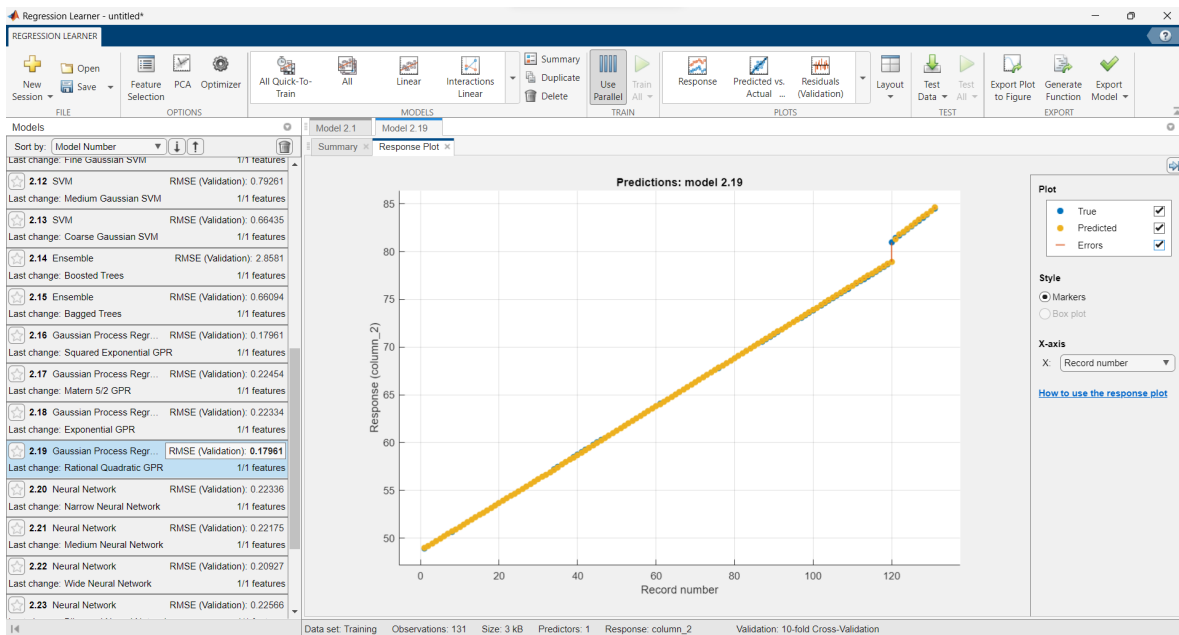 Regression Learner - untitled*
REGRESSION LEARNER
New Session
Open
Save
FILE
Feature Selection
PCA
Optimizer
OPTIONS
All Quick-To-Train
All
Linear
Interactions Linear
MODELS
Summary
Duplicate
Delete
Use Parallel
Train All
TRAIN
Response
Predicted vs. Actual ...
Residuals (Validation)
PLOTS
Layout
Test Data
Test All
TEST
Export Plot to Figure
Generate Function
Export Model
EXPORT
Models
Sort by: Model Number
Last change: Fine Gaussian SVM 1/1 features
2.12 SVM RMSE (Validation): 0.79261
Last change: Medium Gaussian SVM 1/1 features
2.13 SVM RMSE (Validation): 0.66435
Last change: Coarse Gaussian SVM 1/1 features
2.14 Ensemble RMSE (Validation): 2.8581
Last change: Boosted Trees 1/1 features
2.15 Ensemble RMSE (Validation): 0.66094
Last change: Bagged Trees 1/1 features
2.16 Gaussian Process Regr... RMSE (Validation): 0.17961
Last change: Squared Exponential GPR 1/1 features
2.17 Gaussian Process Regr... RMSE (Validation): 0.22454
Last change: Matern 5/2 GPR 1/1 features
2.18 Gaussian Process Regr... RMSE (Validation): 0.22334
Last change: Exponential GPR 1/1 features
2.19 Gaussian Process Regr... RMSE (Validation): 0.17961
Last change: Rational Quadratic GPR 1/1 features
2.20 Neural Network RMSE (Validation): 0.22336
Last change: Narrow Neural Network 1/1 features
2.21 Neural Network RMSE (Validation): 0.22175
Last change: Medium Neural Network 1/1 features
2.22 Neural Network RMSE (Validation): 0.20927
Last change: Wide Neural Network 1/1 features
2.23 Neural Network RMSE (Validation): 0.22566
Model 2.1
Model 2.19
Summary
Response Plot
Predictions: model 2.19
Response (column_2)
85
80
75
70
65
60
55
50
0 20 40 60 80 100 120
Record number
Plot
True
Predicted
Errors
Style
Markers
Box plot
X-axis
X: Record number
How to use the response plot
Data set: Training Observations: 131 Size: 3 kB Predictors: 1 Response: column_2 Validation: 10-fold Cross-Validation